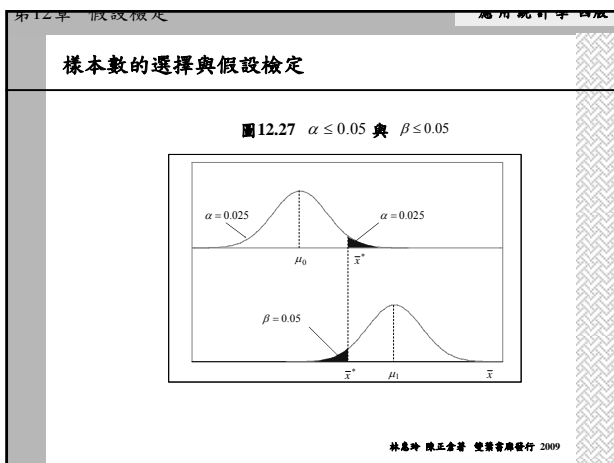 第12章 假設檢定 應用統計學 四版
樣本數的選擇與假設檢定
圖12.27 α ≤ 0.05 與 β ≤ 0.05
α = 0.025 α = 0.025
μ₀ x̄*
β = 0.05
x̄* μ₁ x̄
林惠玲 陳正倉著 雙葉書廊發行 2009